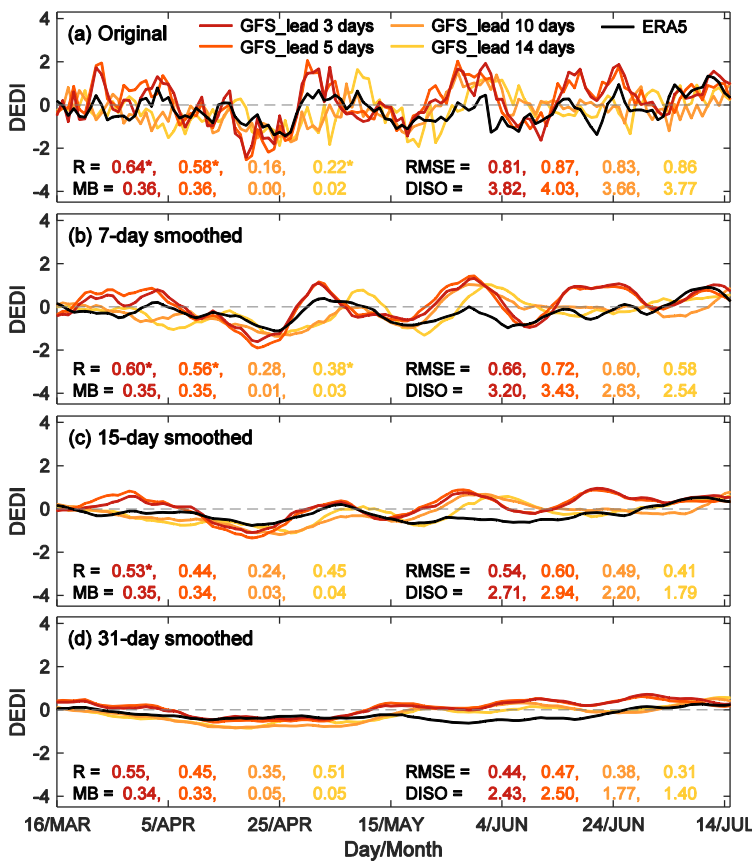 (a) Original GFS_lead 3 days GFS_lead 10 days ERA5
GFS_lead 5 days GFS_lead 14 days
4
2
0
-2
-4
DEDI
R = 0.64*, 0.58*, 0.16, 0.22* RMSE = 0.81, 0.87, 0.83, 0.86
MB = 0.36, 0.36, 0.00, 0.02 DISO = 3.82, 4.03, 3.66, 3.77
(b) 7-day smoothed
4
2
0
-2
-4
DEDI
R = 0.60*, 0.56*, 0.28, 0.38* RMSE = 0.66, 0.72, 0.60, 0.58
MB = 0.35, 0.35, 0.01, 0.03 DISO = 3.20, 3.43, 2.63, 2.54
(c) 15-day smoothed
4
2
0
-2
-4
DEDI
R = 0.53*, 0.44, 0.24, 0.45 RMSE = 0.54, 0.60, 0.49, 0.41
MB = 0.35, 0.34, 0.03, 0.04 DISO = 2.71, 2.94, 2.20, 1.79
(d) 31-day smoothed
4
2
0
-2
-4
DEDI
R = 0.55, 0.45, 0.35, 0.51 RMSE = 0.44, 0.47, 0.38, 0.31
MB = 0.34, 0.33, 0.05, 0.05 DISO = 2.43, 2.50, 1.77, 1.40
16/MAR 5/APR 25/APR 15/MAY 4/JUN 24/JUN 14/JUL
Day/Month